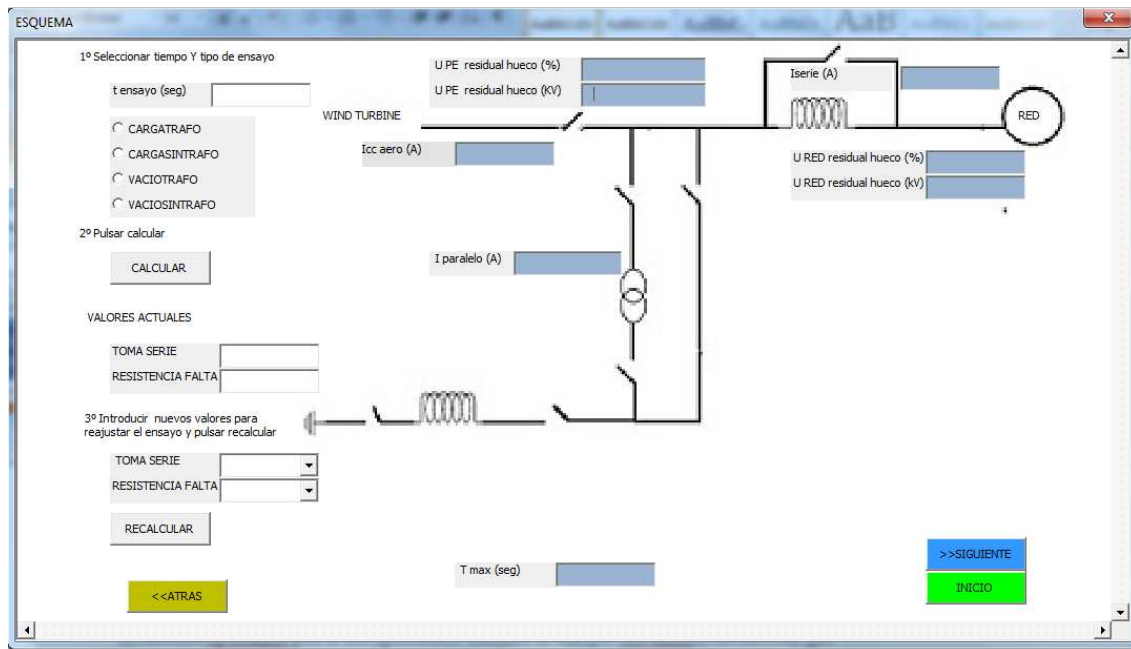 ESQUEMA
1º Seleccionar tiempo Y tipo de ensayo
t ensayo (seg)
CARGATRAFO
CARGASINTRAFO
VACIOTRAFO
VACIOSINTRAFO
2º Pulsar calcular
CALCULAR
VALORES ACTUALES
TOMA SERIE
RESISTENCIA FALTA
3º Introducir nuevos valores para
reajustar el ensayo y pulsar recalcular
TOMA SERIE
RESISTENCIA FALTA
RECALCULAR
<<ATRAS
U PE residual hueco (%)
U PE residual hueco (KV)
WIND TURBINE
Icc aero (A)
I paralelo (A)
T max (seg)
Iserie (A)
RED
U RED residual hueco (%)
U RED residual hueco (kV)
>>SIGUIENTE
INICIO